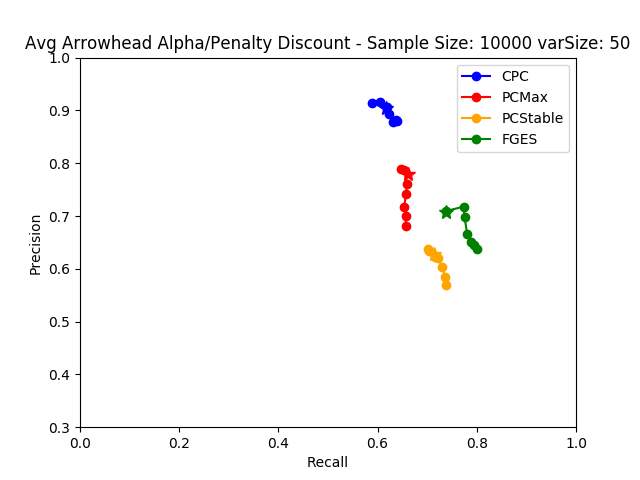 Avg Arrowhead Alpha/Penalty Discount - Sample Size: 10000 varSize: 50
1.0
0.9
0.8
0.7
0.6
0.5
0.4
0.3
Precision
CPC
PCMax
PCStable
FGES
0.0 0.2 0.4 0.6 0.8 1.0
Recall